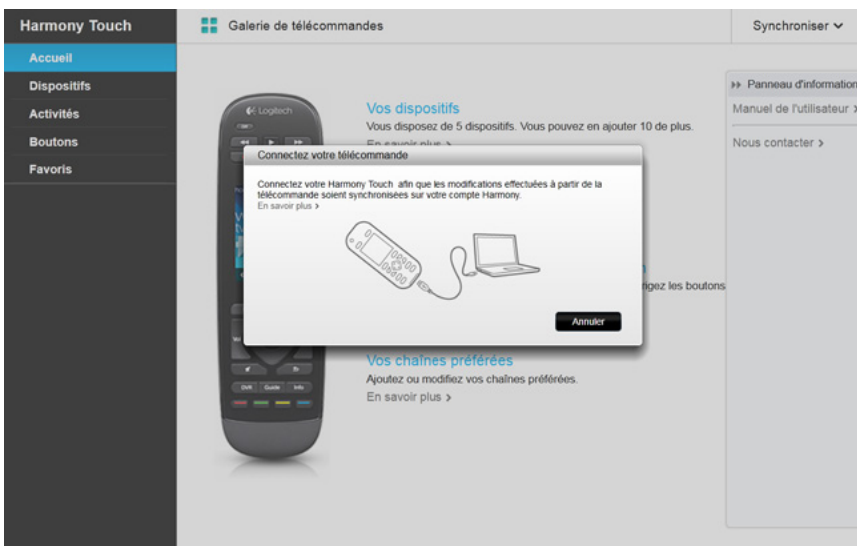 Harmony Touch
Galerie de télécommandes
Synchroniser
Accueil
Dispositifs
Activités
Boutons
Favoris
Logitech
Vos dispositifs
Vous disposez de 5 dispositifs. Vous pouvez en ajouter 10 de plus.
En savoir plus >
Connectez votre télécommande
Connectez votre Harmony Touch afin que les modifications effectuées à partir de la
télécommande soient synchronisées sur votre compte Harmony.
En savoir plus >
Annuler
rigez les boutons
Vos chaînes préférées
Ajoutez ou modifiez vos chaînes préférées.
En savoir plus >
DVR Guide Info
Panneau d'information
Manuel de l'utilisateur >
Nous contacter >